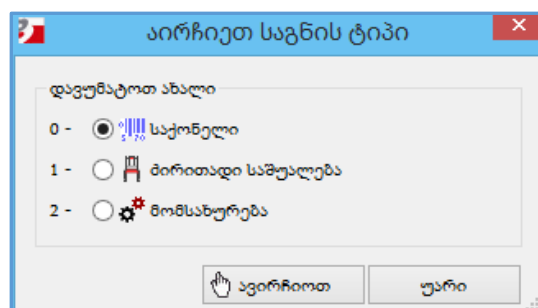 აირჩიეთ საგნის ტიპი
დავუმატოთ ახალი
0 - საქონელი
1 - ძირითადი საშუალება
2 - მომსახურება
ავირჩიოთ უარი